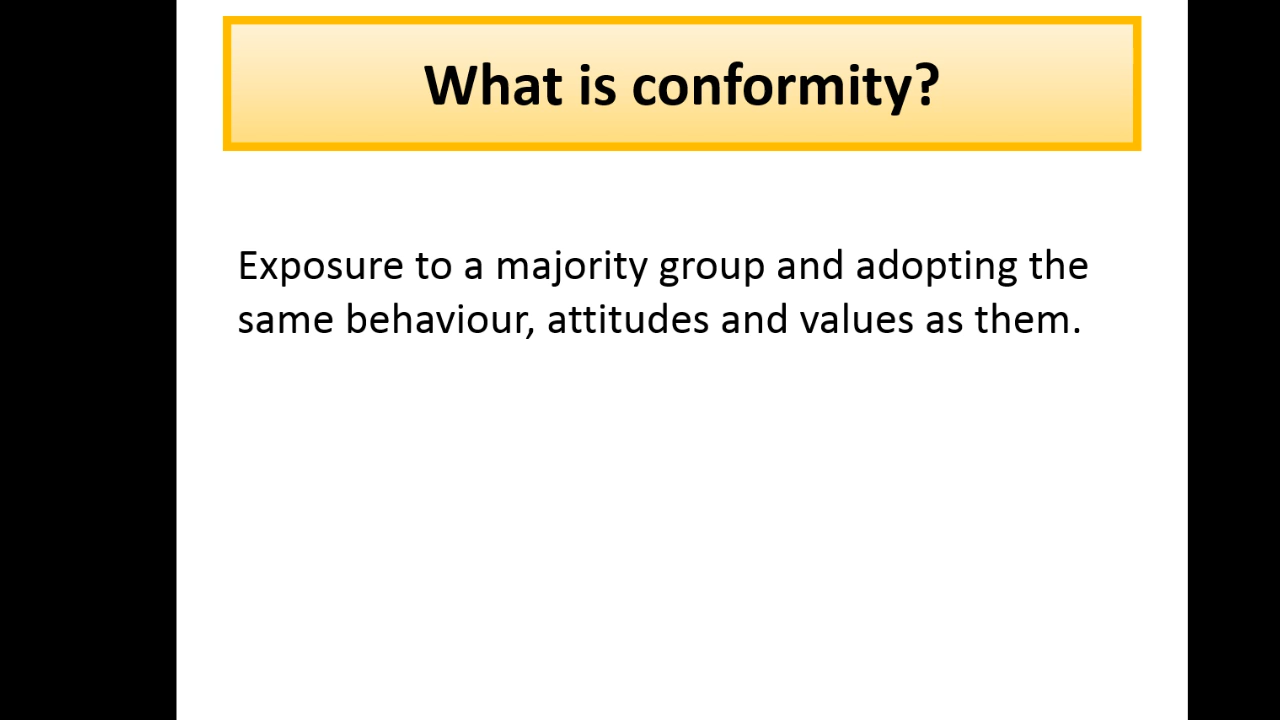 What is conformity?
Exposure to a majority group and adopting the
same behaviour, attitudes and values as them.